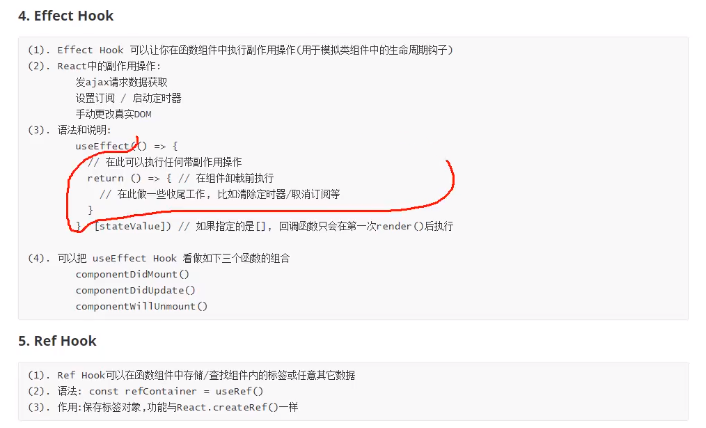 4. Effect Hook
(1). Effect Hook 可以让你在函数组件中执行副作用操作(用于模拟类组件中的生命周期钩子)
(2). React中的副作用操作:
发ajax请求数据获取
设置订阅 / 启动定时器
手动更改真实DOM
(3). 语法和说明:
useEffect(() => {
// 在此可以执行任何带副作用操作
return () => { // 在组件卸载前执行
// 在此做一些收尾工作, 比如清除定时器/取消订阅等
}
}, [stateValue]) // 如果指定的是[], 回调函数只会在第一次render()后执行
(4). 可以把 useEffect Hook 看做如下三个函数的组合
componentDidMount()
componentDidUpdate()
componentWillUnmount()
5. Ref Hook
(1). Ref Hook可以在函数组件中存储/查找组件内的标签或任意其它数据
(2). 语法: const refContainer = useRef()
(3). 作用:保存标签对象,功能与React.createRef()一样